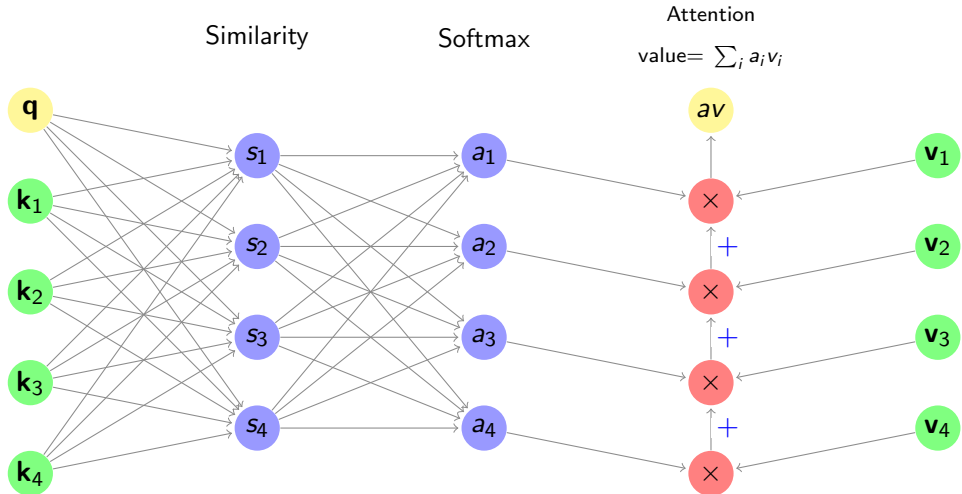 Similarity
Softmax
Attention
value= ∑ᵢ aᵢvᵢ
q
k₁
k₂
k₃
k₄
s₁
s₂
s₃
s₄
a₁
a₂
a₃
a₄
av
×
+
×
+
×
+
×
v₁
v₂
v₃
v₄